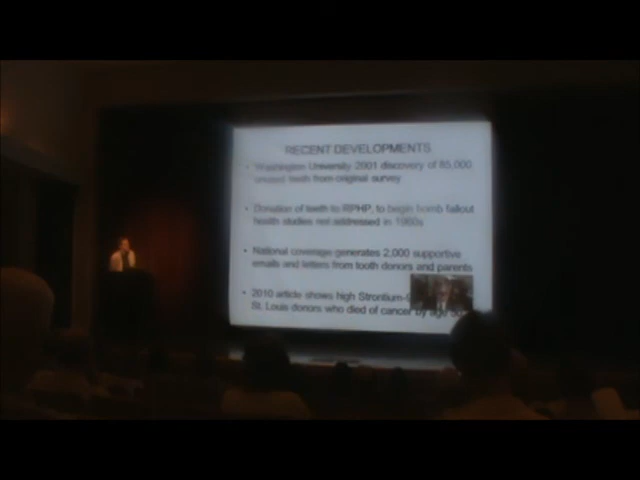 RECENT DEVELOPMENTS
• Washington University 2001 discovery of 85,000
unused teeth from original survey
• Donation of teeth to RPHP, to begin bomb fallout
health studies not addressed in 1960s
• National coverage generates 2,000 supportive
emails and letters from tooth donors and parents
• 2010 article shows high Strontium-
St. Louis donors who died of cancer by age